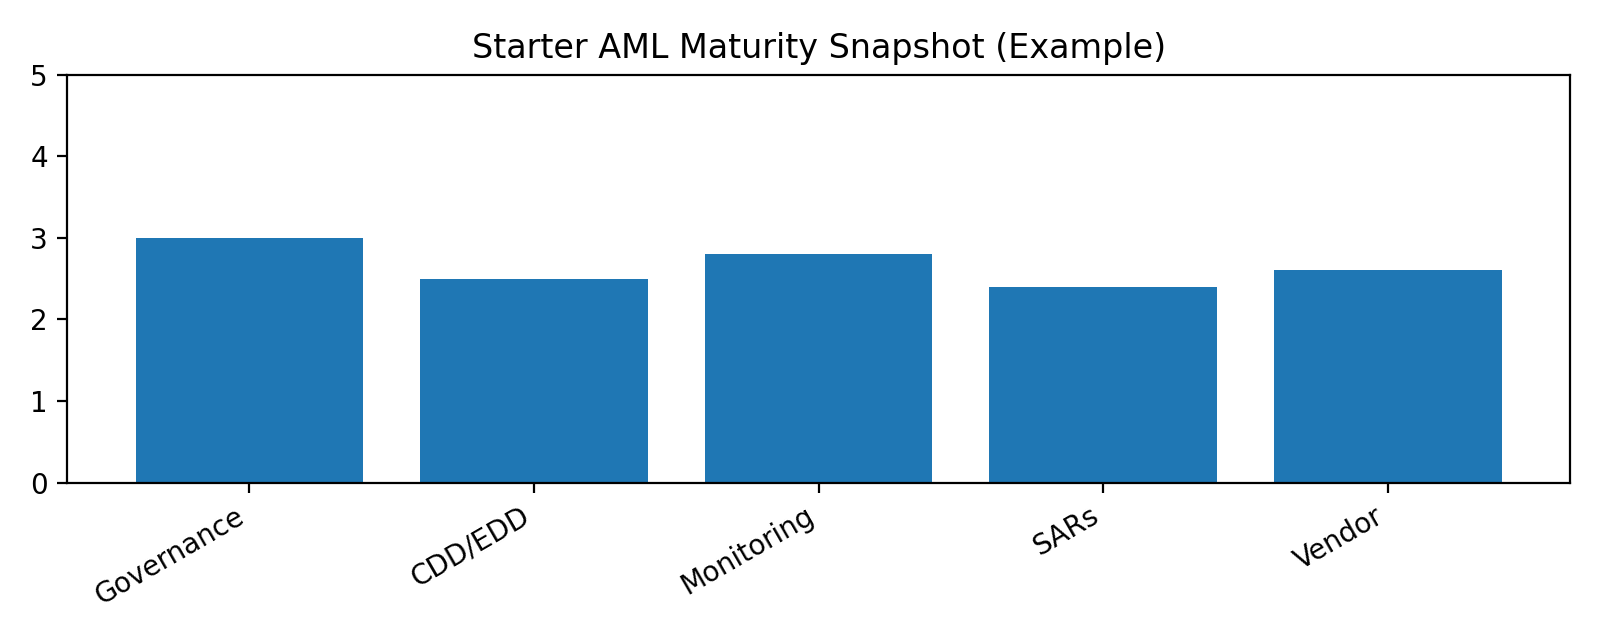 Starter AML Maturity Snapshot (Example)
5
4
3
2
1
0
Governance
CDD/EDD
Monitoring
SARs
Vendor